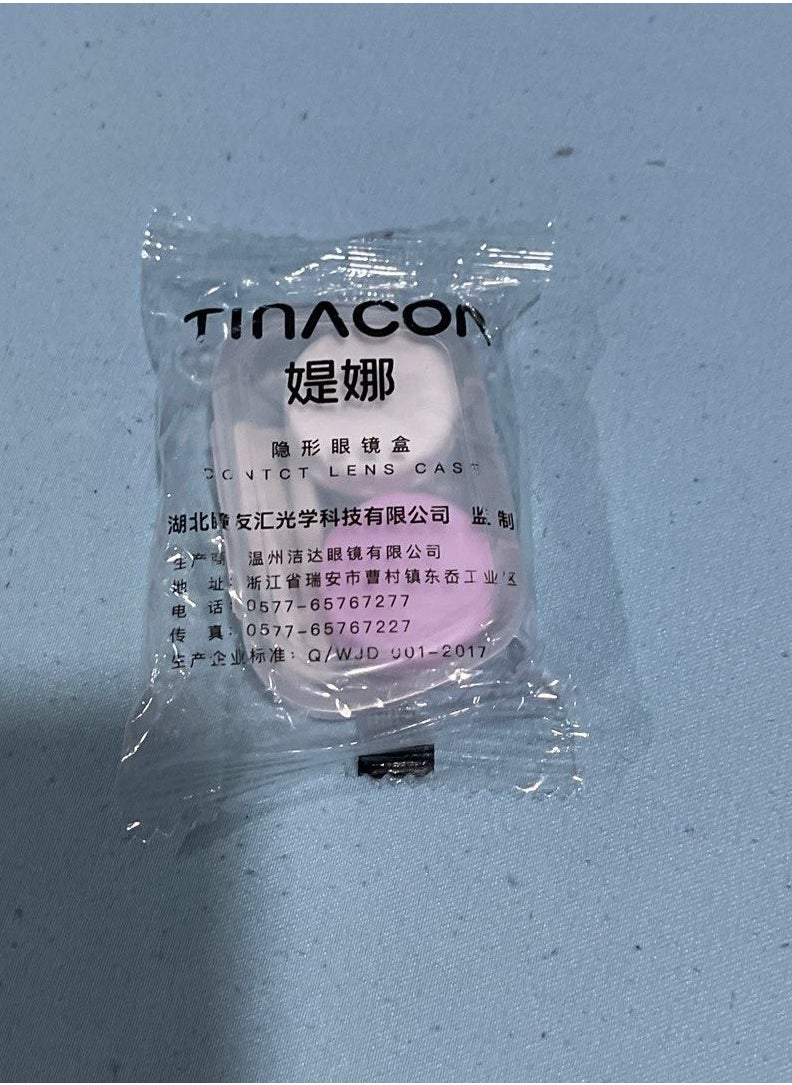 TINACON
媞娜
隐形眼镜盒
CONTCT LENS CASE
湖北瞳友汇光学科技有限公司 监制
生产商: 温州洁达眼镜有限公司
地 址: 浙江省瑞安市曹村镇东岙工业区
电 话: 0577-65767277
传 真: 0577-65767227
生产企业标准: Q/WJD 001-2017